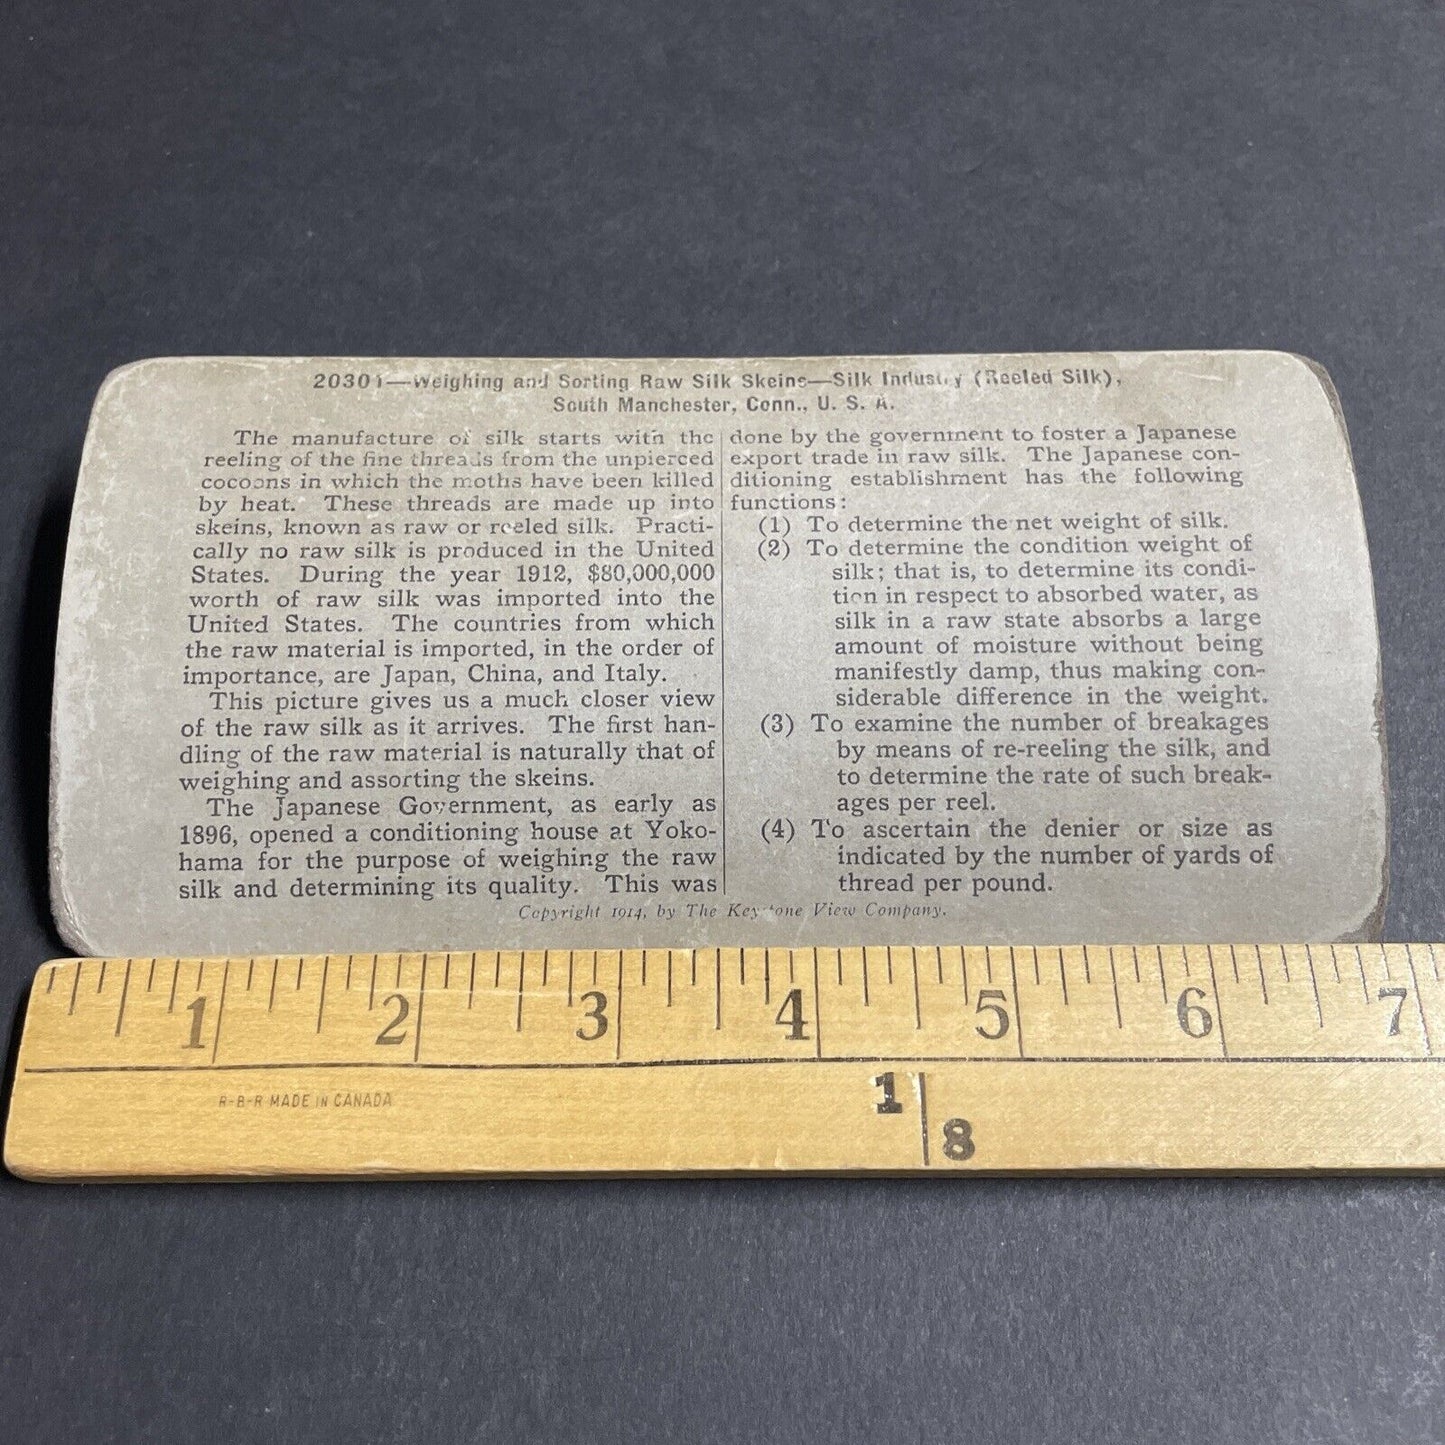 20301—Weighing and Sorting Raw Silk Skeins—Silk Industry (Reeled Silk),
South Manchester, Conn., U. S. A.
The manufacture of silk starts with the
reeling of the fine threads from the unpierced
cocoons in which the moths have been killed
by heat. These threads are made up into
skeins, known as raw or reeled silk. Practi-
cally no raw silk is produced in the United
States. During the year 1912, $80,000,000
worth of raw silk was imported into the
United States. The countries from which
the raw material is imported, in the order of
importance, are Japan, China, and Italy.
This picture gives us a much closer view
of the raw silk as it arrives. The first han-
dling of the raw material is naturally that of
weighing and assorting the skeins.
The Japanese Government, as early as
1896, opened a conditioning house at Yoko-
hama for the purpose of weighing the raw
silk and determining its quality. This was
done by the government to foster a Japanese
export trade in raw silk. The Japanese con-
ditioning establishment has the following
functions:
(1) To determine the net weight of silk.
(2) To determine the condition weight of
silk; that is, to determine its condi-
tion in respect to absorbed water, as
silk in a raw state absorbs a large
amount of moisture without being
manifestly damp, thus making con-
siderable difference in the weight.
(3) To examine the number of breakages
by means of re-reeling the silk, and
to determine the rate of such break-
ages per reel.
(4) To ascertain the denier or size as
indicated by the number of yards of
thread per pound.
Copyright 1914, by The Keystone View Company.
1 2 3 4 5 6 7
R-B-R MADE IN CANADA
1
8